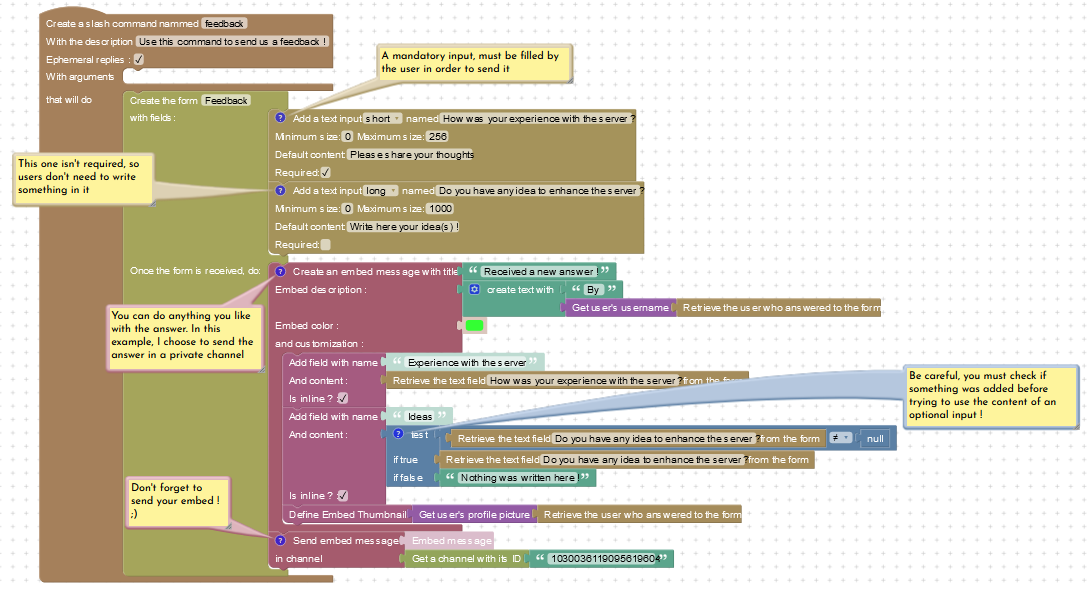 Create a slash command nammed feedback
With the description Use this command to send us a feedback !
Ephemeral replies :
With arguments
that will do
Create the form Feedback
with fields :
A mandatory input, must be filled by
the user in order to send it
Add a text input short named How was your experience with the server ?
Minimum size: 0 Maximum size: 256
Default content: Please share your thoughts
Required:
This one isn't required, so
users don't need to write
something in it
Add a text input long named Do you have any idea to enhance the server ?
Minimum size: 0 Maximum size: 1000
Default content: Write here your idea(s) !
Required:
Once the form is received, do:
Create an embed message with title “ Received a new answer ! ”
Embed description : create text with “ By ”
Get user's username Retrieve the user who answered to the form
Embed color :
and customization :
You can do anything you like
with the answer. In this
example, I choose to send the
answer in a private channel
Add field with name “ Experience with the server ”
And content : Retrieve the text field How was your experience with the server ? from the form
Is inline ?
Add field with name “ Ideas ”
And content : test Retrieve the text field Do you have any idea to enhance the server ? from the form ≠ null
if true Retrieve the text field Do you have any idea to enhance the server ? from the form
if false “ Nothing was written here ! ”
Is inline ?
Be careful, you must check if
something was added before
trying to use the content of an
optional input !
Define Embed Thumbnail Get user's profile picture Retrieve the user who answered to the form
Don't forget to
send your embed !
;)
Send embed message Embed message
in channel Get a channel with its ID “ 1030036119095619604 ”